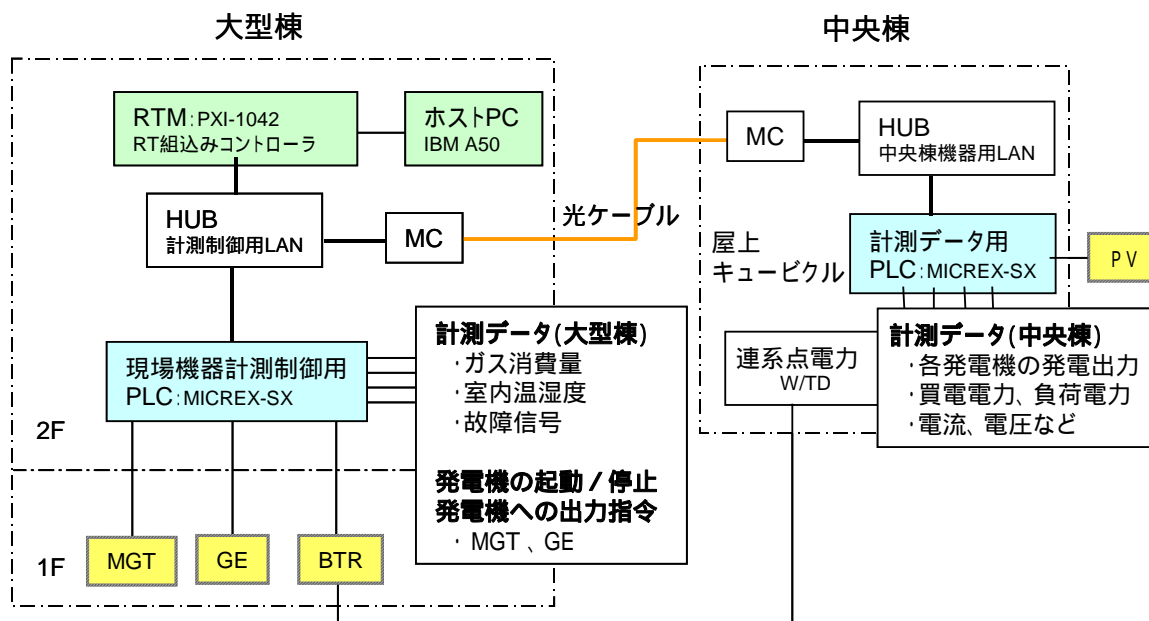 大型棟
RTM:PXI-1042
RT組込みコントローラ
ホストPC
IBM A50
HUB
計測制御用LAN
MC
光ケーブル
現場機器計測制御用
PLC:MICREX-SX
2F
計測データ(大型棟)
・ガス消費量
・室内温湿度
・故障信号
発電機の起動/停止
発電機への出力指令
・MGT、GE
1F
MGT
GE
BTR
中央棟
MC
HUB
中央棟機器用LAN
屋上
キュービクル
計測データ用
PLC:MICREX-SX
PV
連系点電力
W/TD
計測データ(中央棟)
・各発電機の発電出力
・買電電力、負荷電力
・電流、電圧など